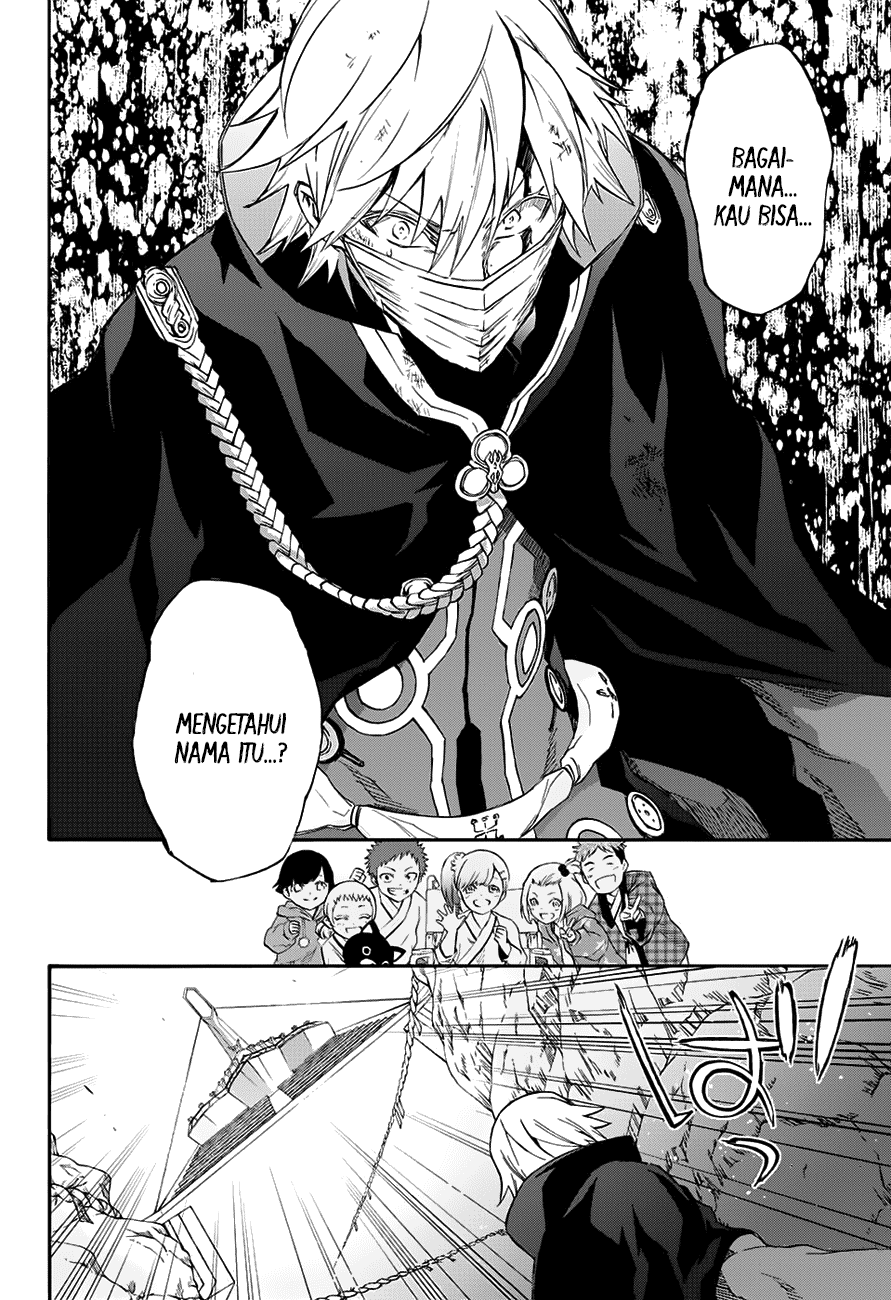 BAGAI-
MANA...
KAU BISA...
MENGETAHUI
NAMA ITU...?
ばっ